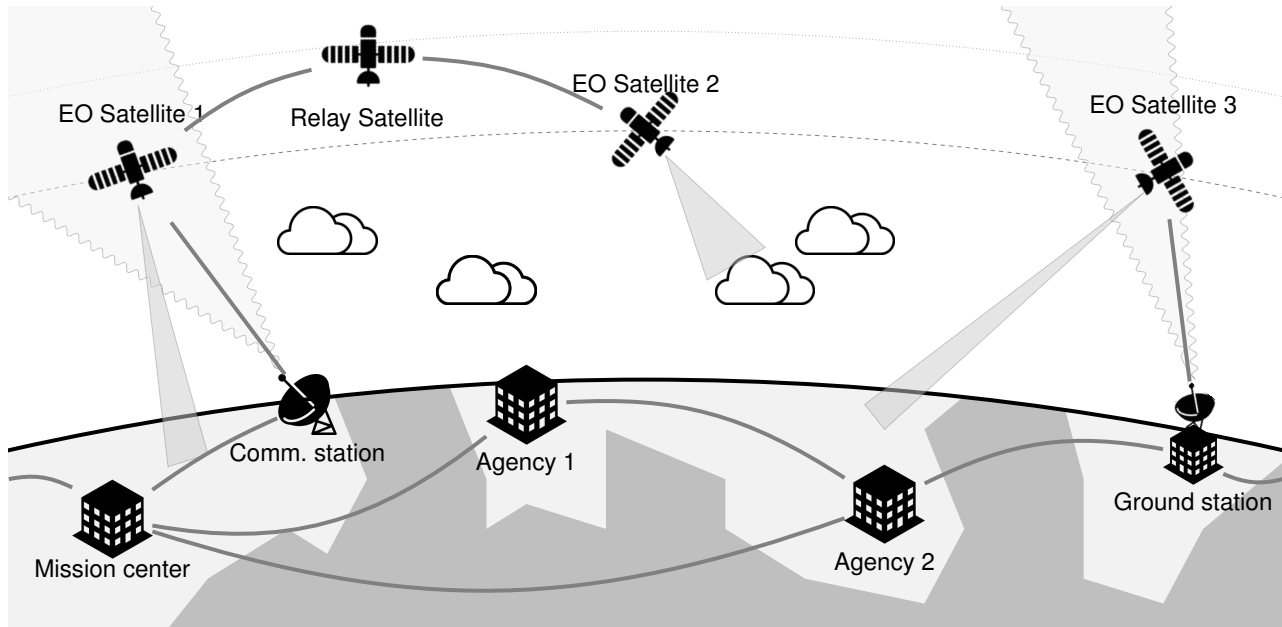 EO Satellite 2
EO Satellite 1
Relay Satellite
EO Satellite 3
Comm. station
Agency 1
Ground station
Mission center
Agency 2